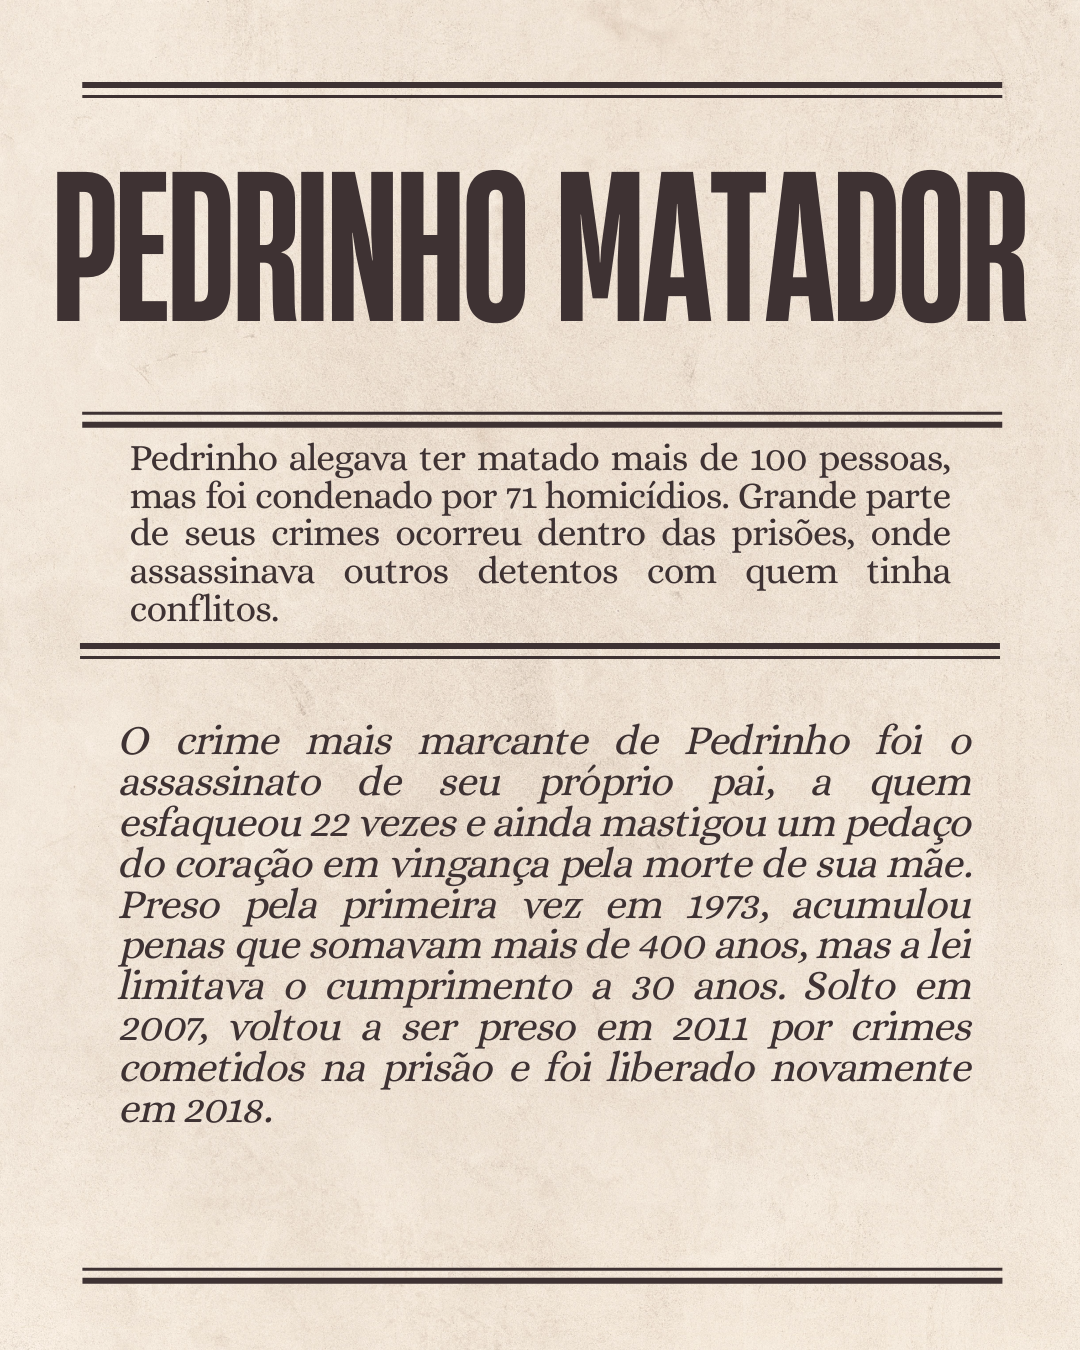 PEDRINHO MATADOR
Pedrinho alegava ter matado mais de 100 pessoas,
mas foi condenado por 71 homicídios. Grande parte
de seus crimes ocorreu dentro das prisões, onde
assassinava outros detentos com quem tinha
conflitos.
O crime mais marcante de Pedrinho foi o
assassinato de seu próprio pai, a quem
esfaqueou 22 vezes e ainda mastigou um pedaço
do coração em vingança pela morte de sua mãe.
Preso pela primeira vez em 1973, acumulou
penas que somavam mais de 400 anos, mas a lei
limitava o cumprimento a 30 anos. Solto em
2007, voltou a ser preso em 2011 por crimes
cometidos na prisão e foi liberado novamente
em 2018.